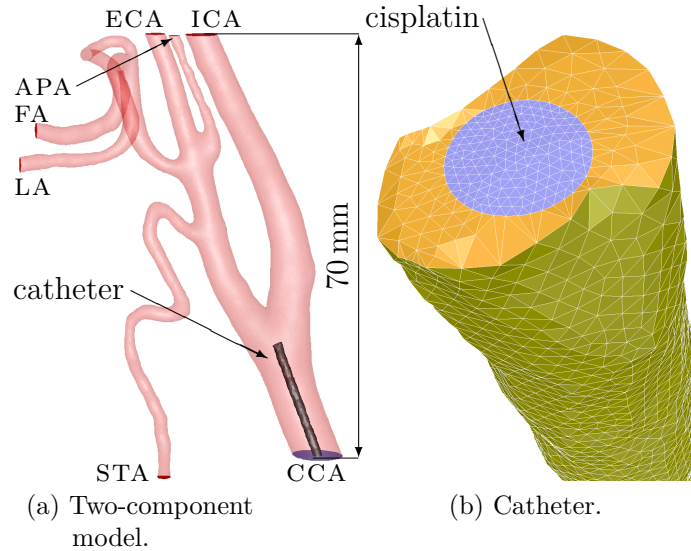 ECA ICA
cisplatin
APA
FA
LA
70 mm
catheter
STA
CCA
(a) Two-component
model.
(b) Catheter.